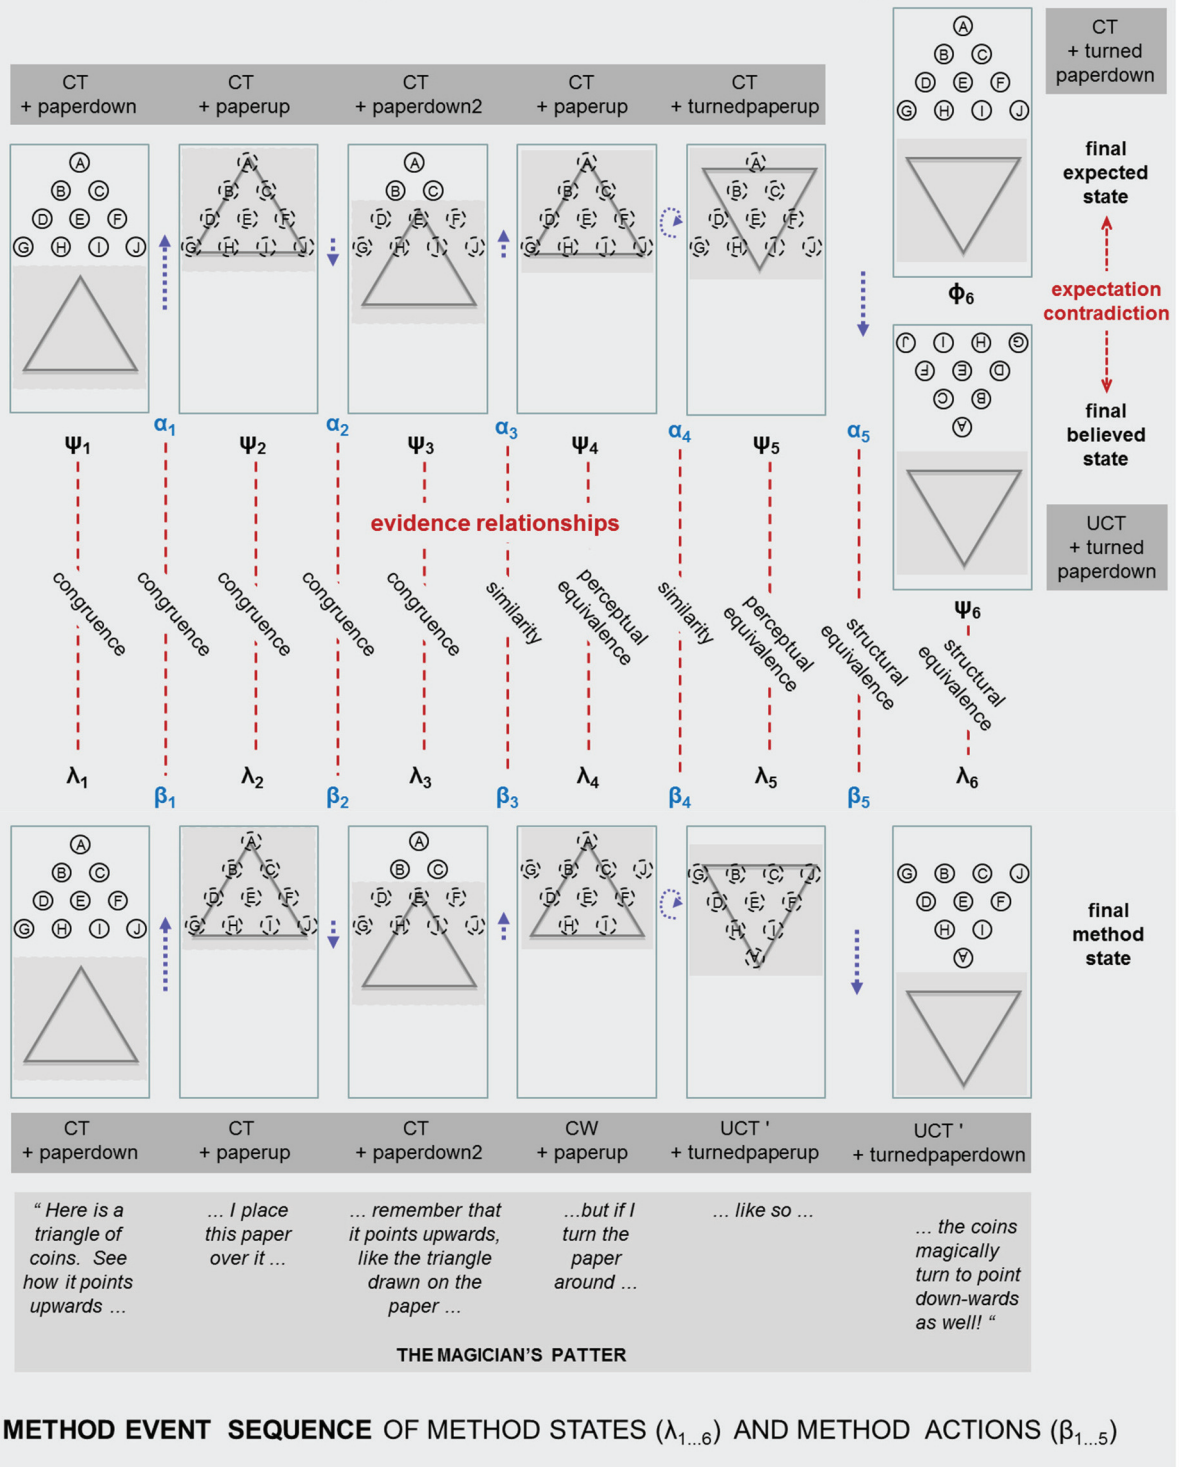 CT
+ paperdown
CT
+ paperup
CT
+ paperdown2
CT
+ paperup
CT
+ turnedpaperup
CT
+ turned
paperdown
A
B C
D E F
G H I J
A
B C
D E F
G H I J
A
B C
D E F
G H I J
A
B C
D E F
G H I J
A
B C
D E F
G H I J
A
B C
D E F
G H I J
final
expected
state
ϕ6
expectation
contradiction
J I H G
F E D
C B
A
final
believed
state
UCT
+ turned
paperdown
ψ1
α1
ψ2
α2
ψ3
α3
ψ4
α4
ψ5
α5
ψ6
evidence relationships
congruence
congruence
congruence
congruence
congruence
similarity
perceptual
equivalence
similarity
perceptual
equivalence
structural
equivalence
structural
equivalence
λ1
β1
λ2
β2
λ3
β3
λ4
β4
λ5
β5
λ6
A
B C
D E F
G H I J
A
B C
D E F
G H I J
A
B C
D E F
G H I J
A
G B C J
D E F
H I
G B C J
D E F
H I
A
G B C J
D E F
H I
A
final
method
state
CT
+ paperdown
CT
+ paperup
CT
+ paperdown2
CW
+ paperup
UCT '
+ turnedpaperup
UCT '
+ turnedpaperdown
“ Here is a
triangle of
coins. See
how it points
upwards ...
... I place
this paper
over it ...
... remember that
it points upwards,
like the triangle
drawn on the
paper ...
...but if I
turn the
paper
around ...
... like so ...
... the coins
magically
turn to point
down-wards
as well! “
THE MAGICIAN'S PATTER
METHOD EVENT SEQUENCE OF METHOD STATES (λ1...6) AND METHOD ACTIONS (β1...5)